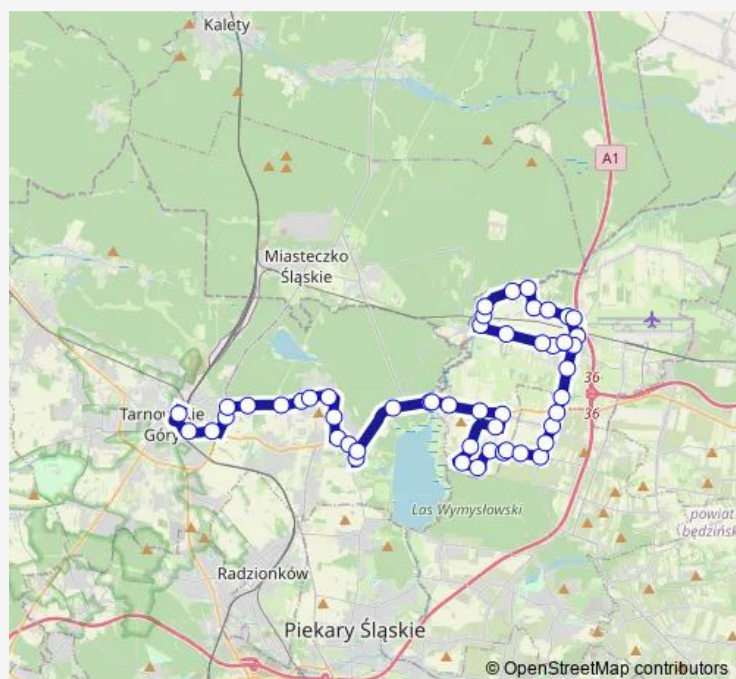 Kalety
A1
Miasteczko
Śląskie
36
36
Tarnowskie
Góry
Las Wymysłowski
powiat
będziński
Radzionków
Piekary Śląskie
© OpenStreetMap contributors